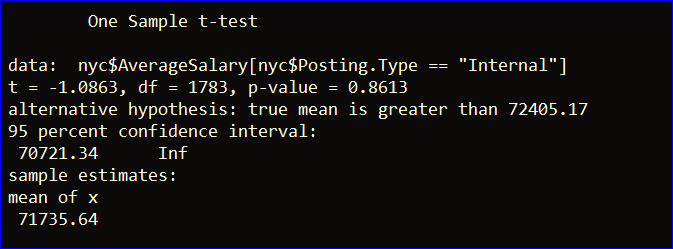 One Sample t-test
data:  nyc$AverageSalary[nyc$Posting.Type == "Internal"]
t = -1.0863, df = 1783, p-value = 0.8613
alternative hypothesis: true mean is greater than 72405.17
95 percent confidence interval:
 70721.34      Inf
sample estimates:
mean of x
 71735.64